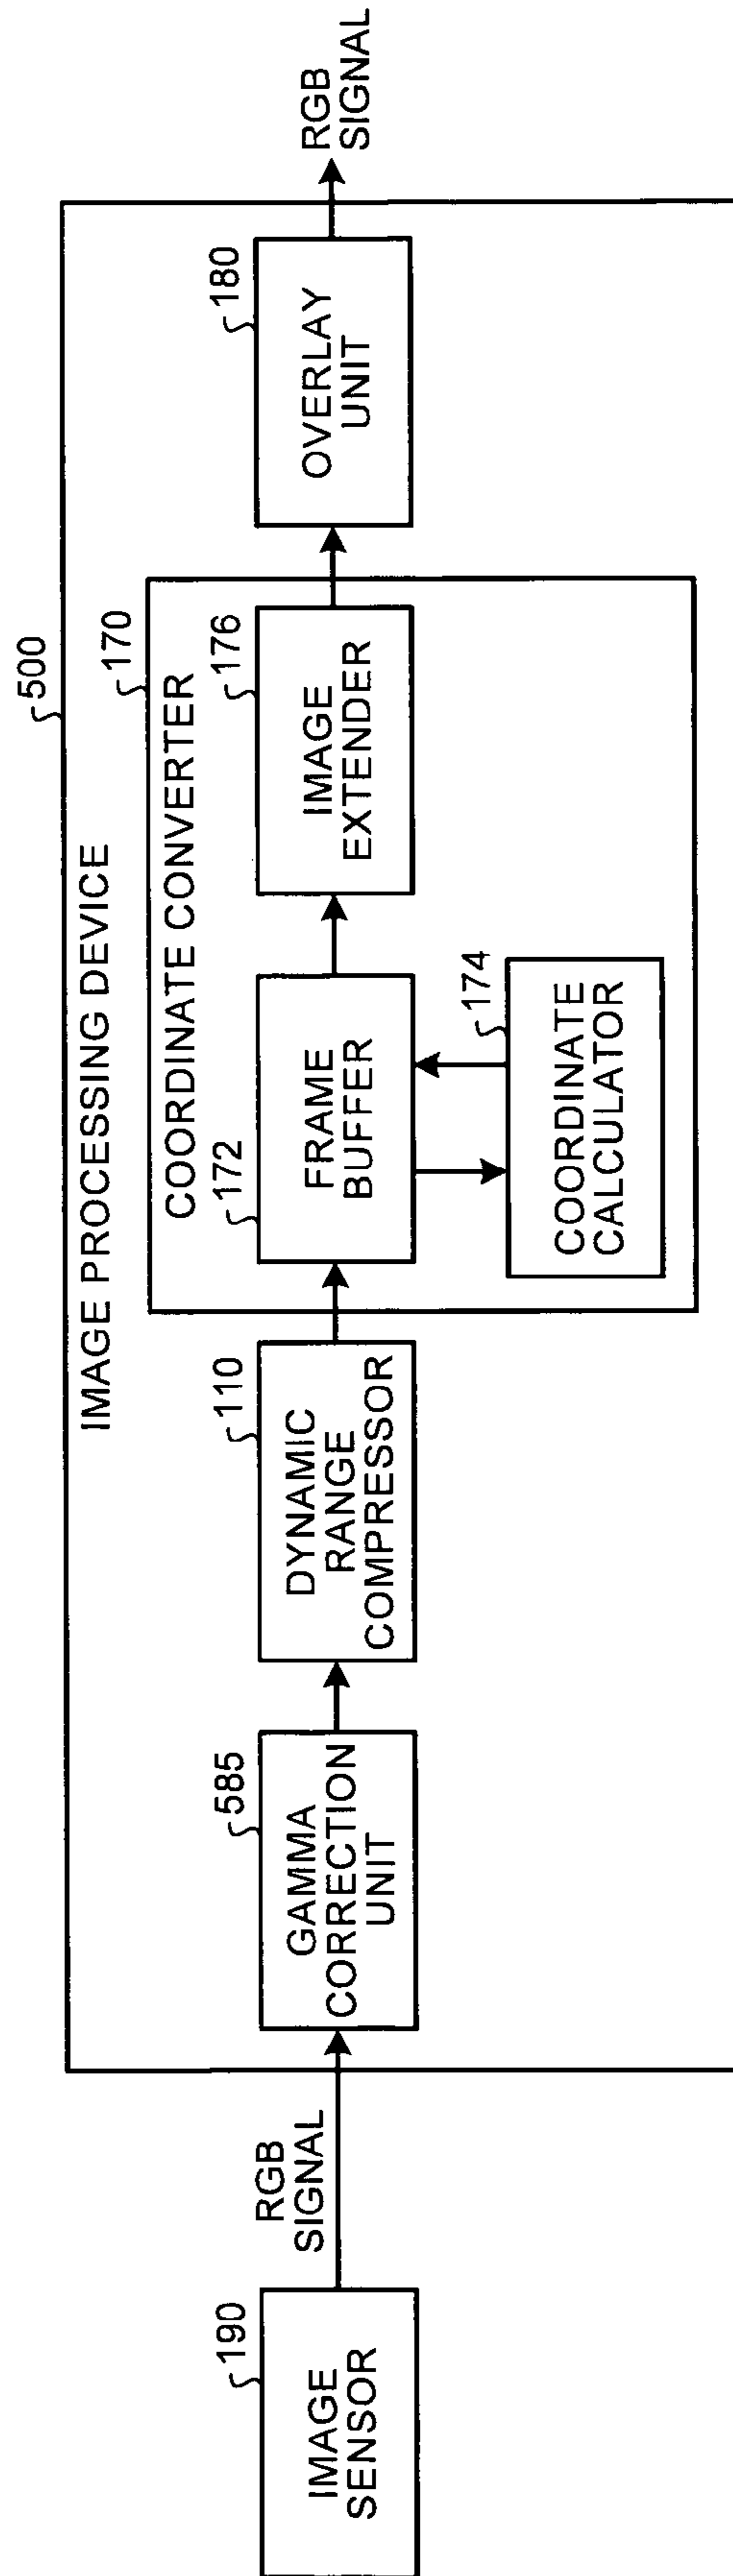 500
IMAGE PROCESSING DEVICE
190
IMAGE
SENSOR
RGB
SIGNAL
585
GAMMA
CORRECTION
UNIT
110
DYNAMIC
RANGE
COMPRESSOR
170
COORDINATE CONVERTER
172
FRAME
BUFFER
174
COORDINATE
CALCULATOR
176
IMAGE
EXTENDER
180
OVERLAY
UNIT
RGB
SIGNAL